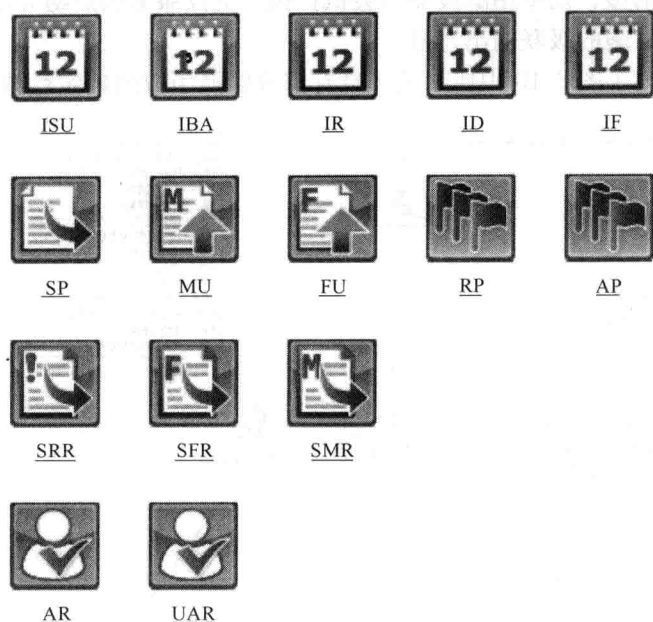 12 12 12 12 12
ISU IBA IR ID IF
M F
SP MU FU RP AP
! F M
SRR SFR SMR
AR UAR